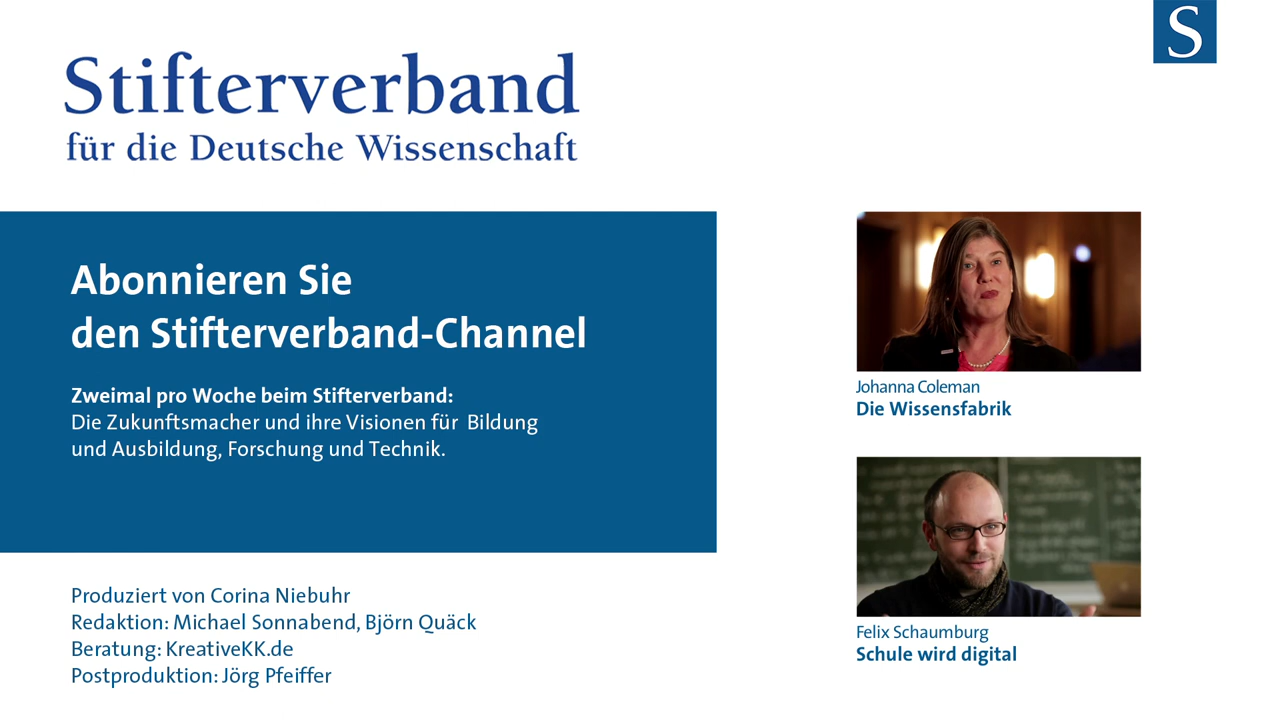 S
Stifterverband
für die Deutsche Wissenschaft
Abonnieren Sie
den Stifterverband-Channel
Zweimal pro Woche beim Stifterverband:
Die Zukunftsmacher und ihre Visionen für Bildung
und Ausbildung, Forschung und Technik.
Johanna Coleman
Die Wissensfabrik
Felix Schaumburg
Schule wird digital
Produziert von Corina Niebuhr
Redaktion: Michael Sonnabend, Björn Quäck
Beratung: KreativeKK.de
Postproduktion: Jörg Pfeiffer